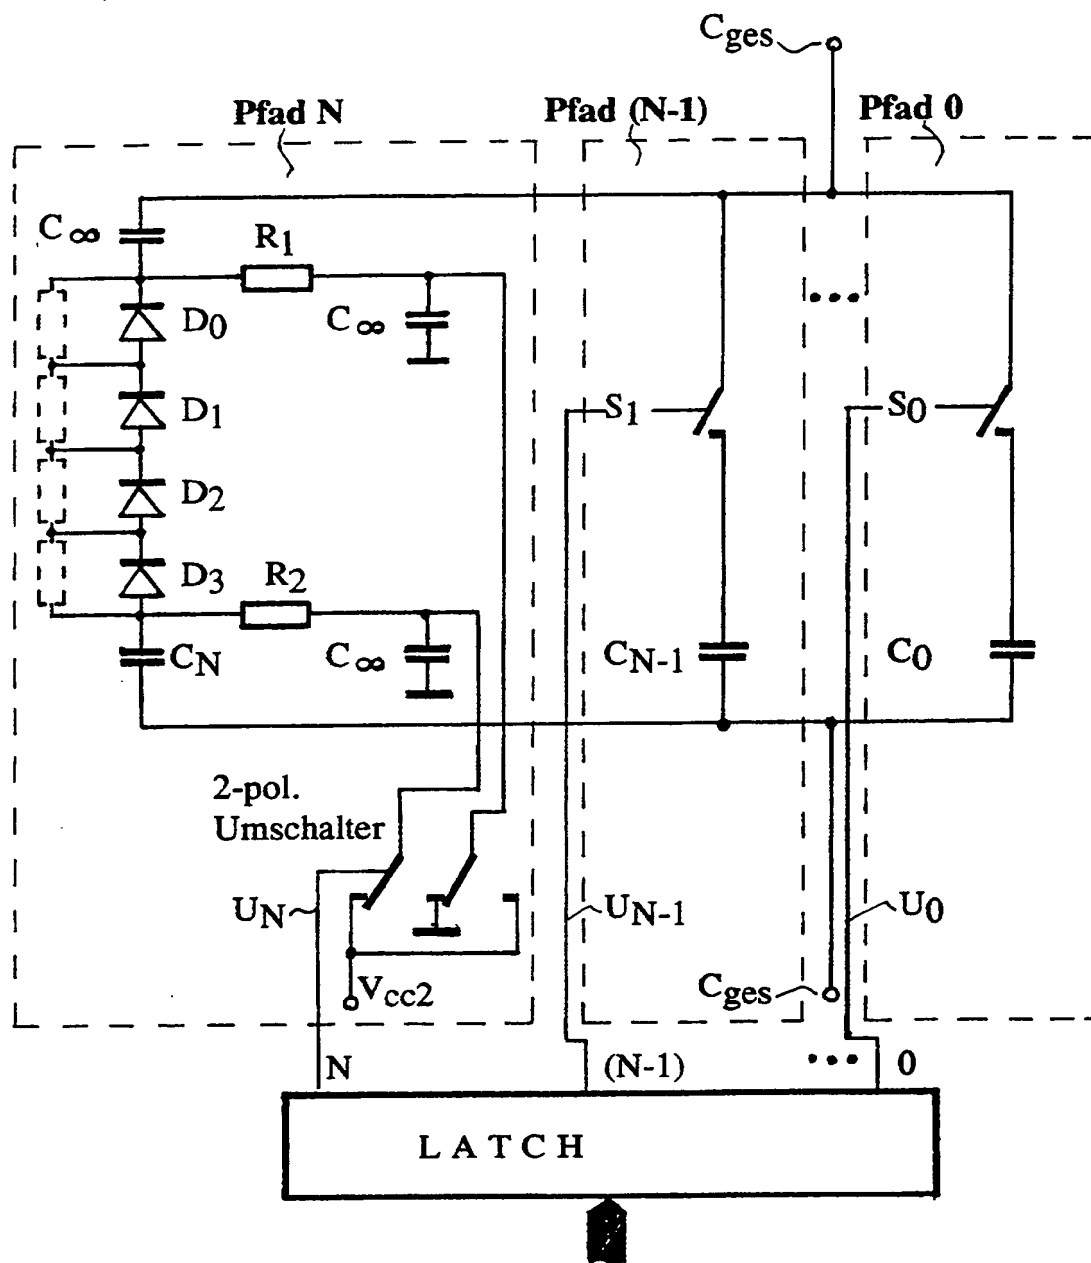 Cges
Pfad N
Pfad (N-1)
Pfad 0
C∞
R1
D0
C∞
D1
S1
S0
D2
D3
R2
CN
C∞
CN-1
C0
2-pol.
Umschalter
UN
UN-1
U0
Vcc2
Cges
N
(N-1)
0
LATCH